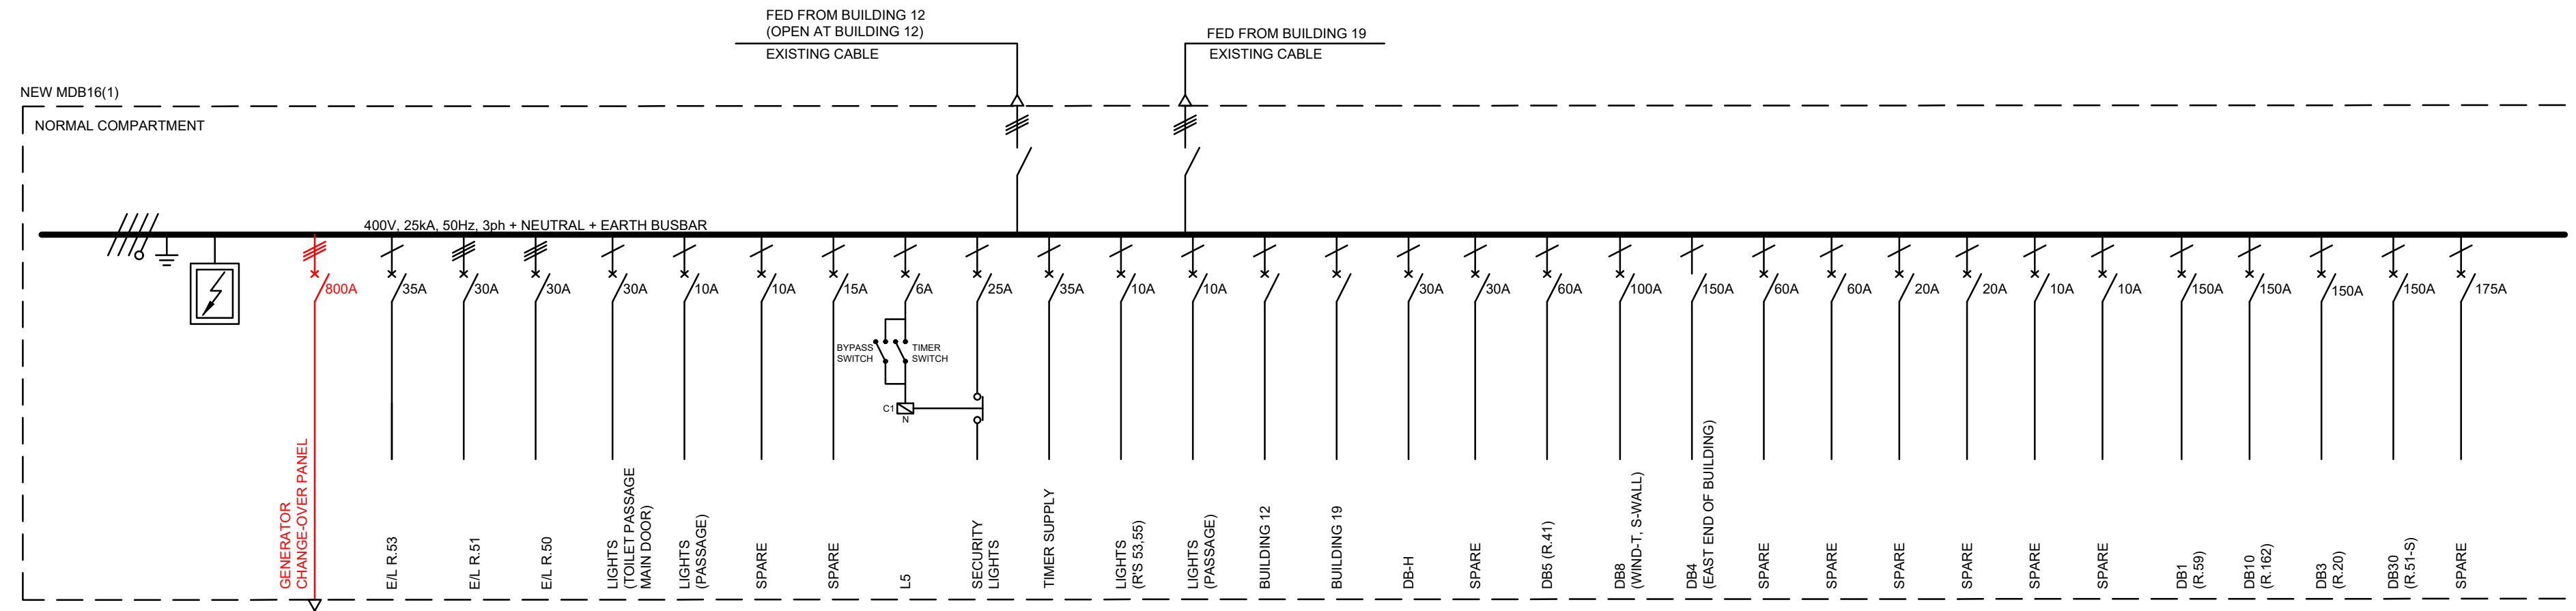 FED FROM BUILDING 12
(OPEN AT BUILDING 12)
EXISTING CABLE
FED FROM BUILDING 19
EXISTING CABLE
NEW MDB16(1)
NORMAL COMPARTMENT
400V, 25kA, 50Hz, 3ph + NEUTRAL + EARTH BUSBAR
800A
35A
30A
30A
30A
10A
10A
15A
6A
25A
35A
10A
10A
30A
30A
60A
100A
150A
60A
60A
20A
20A
10A
10A
150A
150A
150A
150A
175A
BYPASS
SWITCH
TIMER
SWITCH
C1
N
GENERATOR
CHANGE-OVER PANEL
E/L R.53
E/L R.51
E/L R.50
LIGHTS
(TOILET PASSAGE
MAIN DOOR)
LIGHTS
(PASSAGE)
SPARE
SPARE
L5
SECURITY
LIGHTS
TIMER SUPPLY
LIGHTS
(R'S 53,55)
LIGHTS
(PASSAGE)
BUILDING 12
BUILDING 19
DB-H
SPARE
DB5 (R.41)
DB8
(WIND-T, S-WALL)
DB4
(EAST END OF BUILDING)
SPARE
SPARE
SPARE
SPARE
SPARE
SPARE
DB1
(R.59)
DB10
(R.162)
DB3
(R.20)
DB30
(R.51-S)
SPARE